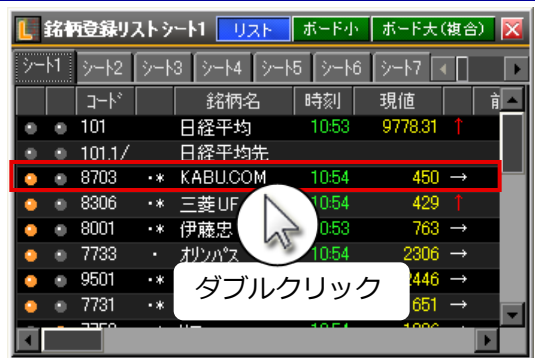 L 銘柄登録リスト シート1 リスト ボード小 ボード大(複合)
シート1 シート2 シート3 シート4 シート5 シート6 シート7
コード 銘柄名 時刻 現値 前
101 日経平均 10:53 9778.31 ↑
101.1/ 日経平均先
8703 ・* KABU.COM 10:54 450 →
8306 ・* 三菱UF 10:54 429 ↑
8001 ・* 伊藤忠 10:53 763 →
7733 ・ オリンパス 10:54 2306 →
9501 ・* 2446 →
7731 ・* 651 →
ダブルクリック